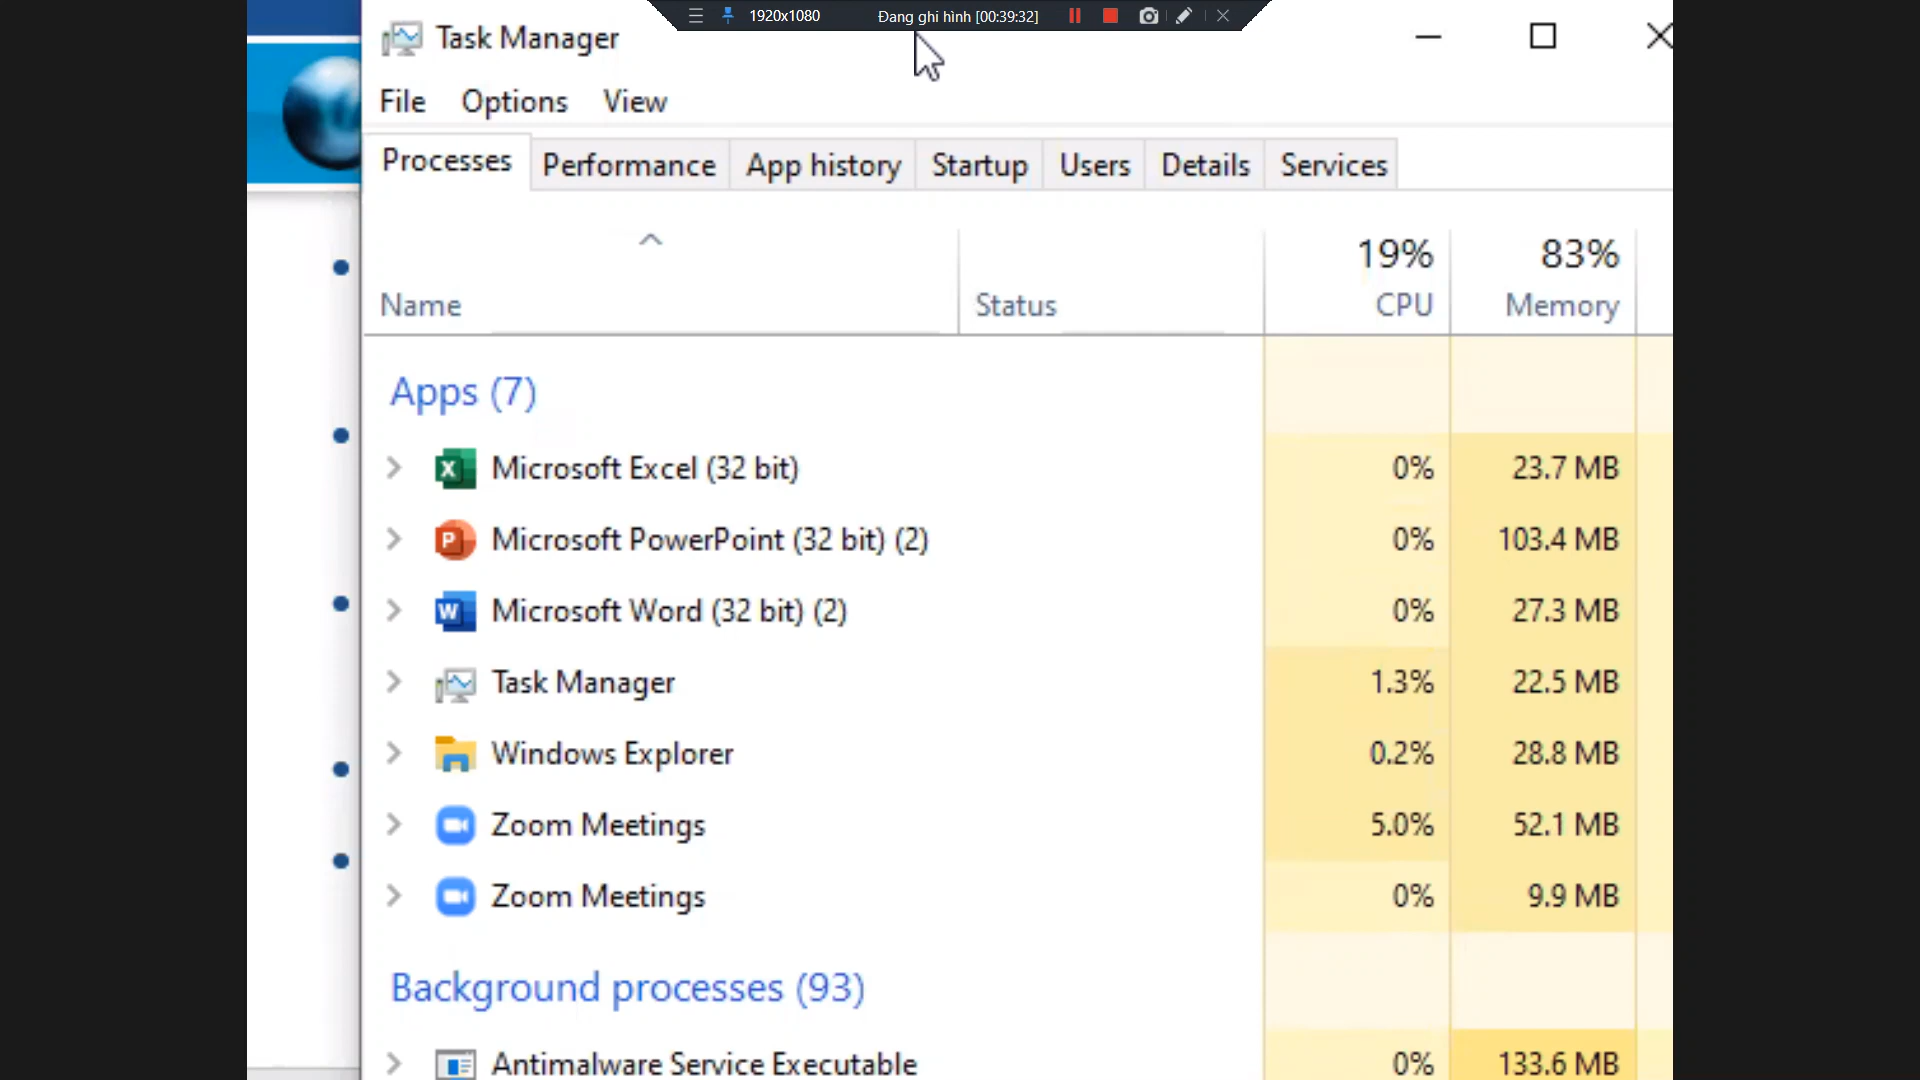 1920x1080 Đang ghi hình [00:39:32]
Task Manager
File Options View
Processes Performance App history Startup Users Details Services
19% 83%
Name Status CPU Memory
Apps (7)
Microsoft Excel (32 bit) 0% 23.7 MB
Microsoft PowerPoint (32 bit) (2) 0% 103.4 MB
Microsoft Word (32 bit) (2) 0% 27.3 MB
Task Manager 1.3% 22.5 MB
Windows Explorer 0.2% 28.8 MB
Zoom Meetings 5.0% 52.1 MB
Zoom Meetings 0% 9.9 MB
Background processes (93)
Antimalware Service Executable 0% 133.6 MB